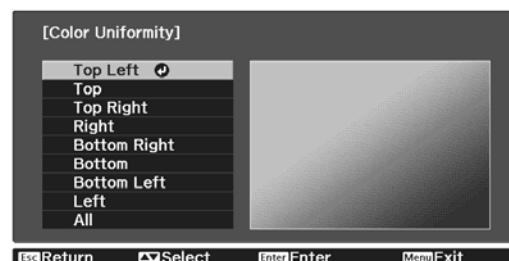 [Color Uniformity]
Top Left
Top
Top Right
Right
Bottom Right
Bottom
Bottom Left
Left
All
Esc Return Select Enter Enter Menu Exit